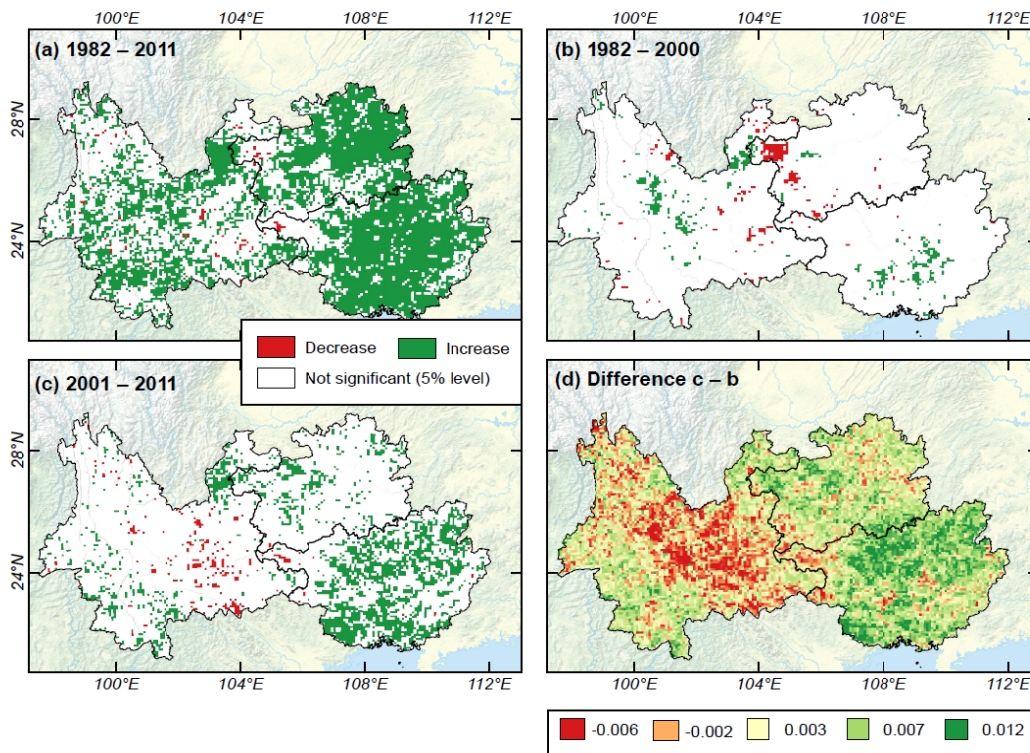 100°E 104°E 108°E 112°E 100°E 104°E 108°E 112°E
(a) 1982 – 2011
(b) 1982 – 2000
28°N
24°N
Decrease Increase
Not significant (5% level)
(c) 2001 – 2011
(d) Difference c – b
28°N
24°N
100°E 104°E 108°E 112°E 100°E 104°E 108°E 112°E
-0.006 -0.002 0.003 0.007 0.012